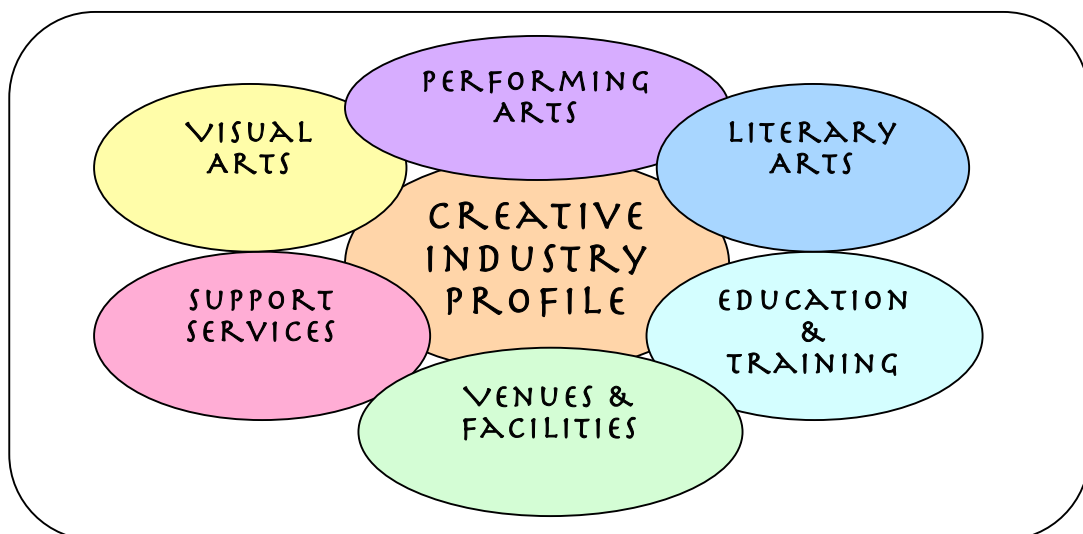 PERFORMING
ARTS
VISUAL
ARTS
LITERARY
ARTS
CREATIVE
INDUSTRY
PROFILE
SUPPORT
SERVICES
EDUCATION
&
TRAINING
VENUES &
FACILITIES